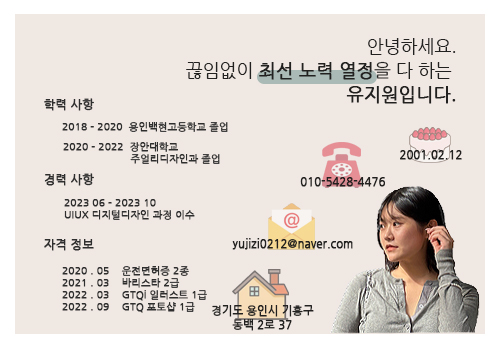 안녕하세요.
끊임없이 최선 노력 열정을 다 하는
유지원입니다.
학력 사항
2018 - 2020 용인백현고등학교 졸업
2020 - 2022 장안대학교
주얼리디자인과 졸업
경력 사항
2023 06 - 2023 10
UIUX 디지털디자인 과정 이수
자격 정보
2020 . 05 운전면허증 2종
2021 . 03 바리스타 2급
2022 . 03 GTQi 일러스트 1급
2022 . 09 GTQ 포토샵 1급
2001.02.12
010-5428-4476
@
yujizi0212@naver.com
경기도 용인시 기흥구
동백 2로 37